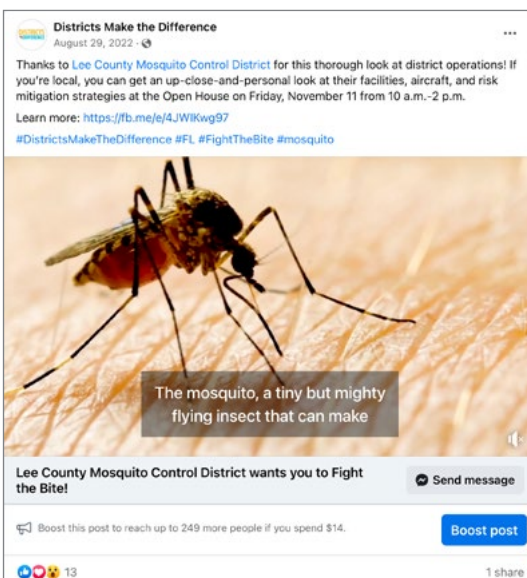 Districts Make the Difference
August 29, 2022 ·
Thanks to Lee County Mosquito Control District for this thorough look at district operations! If
you're local, you can get an up-close-and-personal look at their facilities, aircraft, and risk
mitigation strategies at the Open House on Friday, November 11 from 10 a.m.-2 p.m.
Learn more: https://fb.me/e/4JWIKwg97
#DistrictsMakeTheDifference #FL #FightTheBite #mosquito
The mosquito, a tiny but mighty
flying insect that can make
Lee County Mosquito Control District wants you to Fight
the Bite!
Send message
Boost this post to reach up to 249 more people if you spend $14.
Boost post
13
1 share